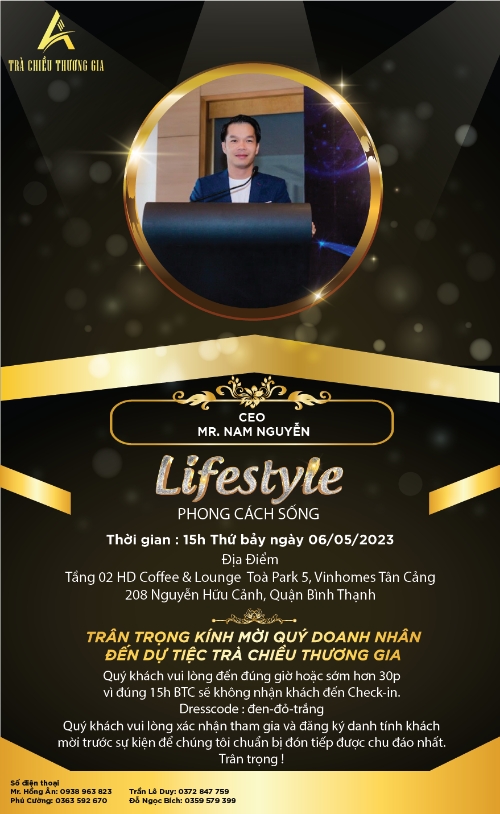 TRÀ CHIỀU THƯƠNG GIA
CEO
MR. NAM NGUYỄN
Lifestyle
PHONG CÁCH SỐNG
Thời gian : 15h Thứ bảy ngày 06/05/2023
Địa Điểm
Tầng 02 HD Coffee & Lounge Toà Park 5, Vinhomes Tân Cảng
208 Nguyễn Hữu Cảnh, Quận Bình Thạnh
TRÂN TRỌNG KÍNH MỜI QUÝ DOANH NHÂN
ĐẾN DỰ TIỆC TRÀ CHIỀU THƯƠNG GIA
Quý khách vui lòng đến đúng giờ hoặc sớm hơn 30p
vì đúng 15h BTC sẽ không nhận khách đến Check-in.
Dresscode : đen-đỏ-trắng
Quý khách vui lòng xác nhận tham gia và đăng ký danh tính khách
mời trước sự kiện để chúng tôi chuẩn bị đón tiếp được chu đáo nhất.
Trân trọng !
Số điện thoại
Mr. Hồng Ân: 0938 963 823 Trần Lê Duy: 0372 847 759
Phú Cường: 0363 592 670 Đỗ Ngọc Bích: 0359 579 399